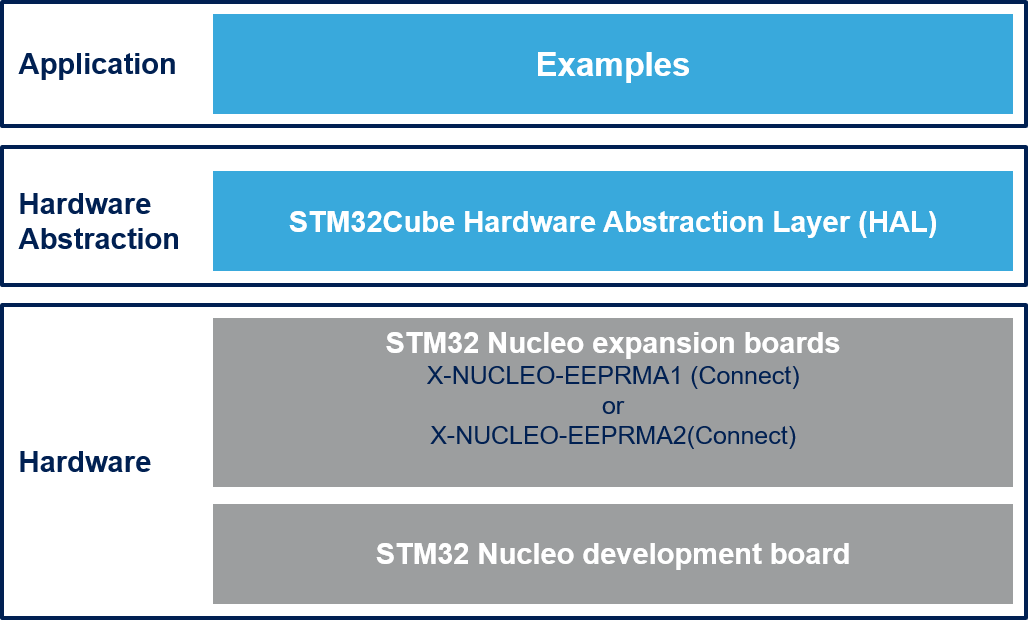 Application
Examples
Hardware
Abstraction
STM32Cube Hardware Abstraction Layer (HAL)
Hardware
STM32 Nucleo expansion boards
X-NUCLEO-EEPRMA1 (Connect)
or
X-NUCLEO-EEPRMA2(Connect)
STM32 Nucleo development board